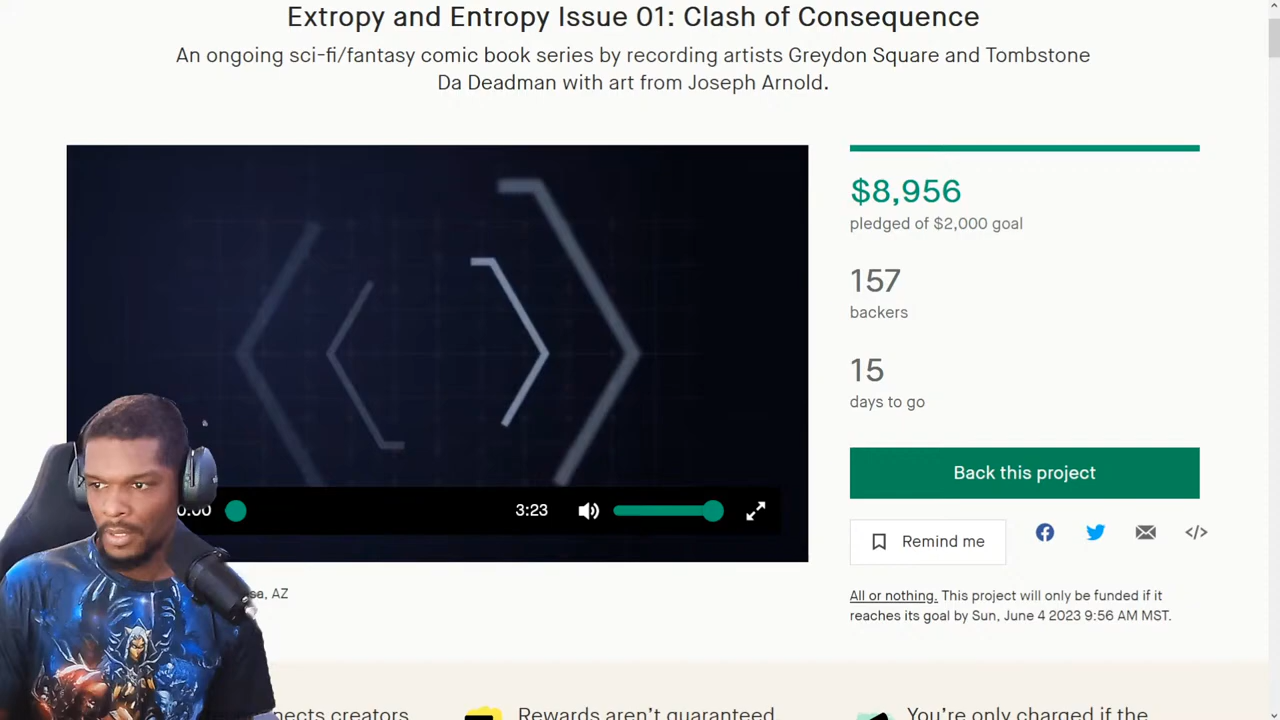 Extropy and Entropy Issue 01: Clash of Consequence
An ongoing sci-fi/fantasy comic book series by recording artists Greydon Square and Tombstone
Da Deadman with art from Joseph Arnold.
$8,956
pledged of $2,000 goal
157
backers
15
days to go
3:23
Back this project
Remind me
</>
AZ
All or nothing. This project will only be funded if it
reaches its goal by Sun, June 4 2023 9:56 AM MST.
creators
Rewards aren't guaranteed.
You're only charged if the